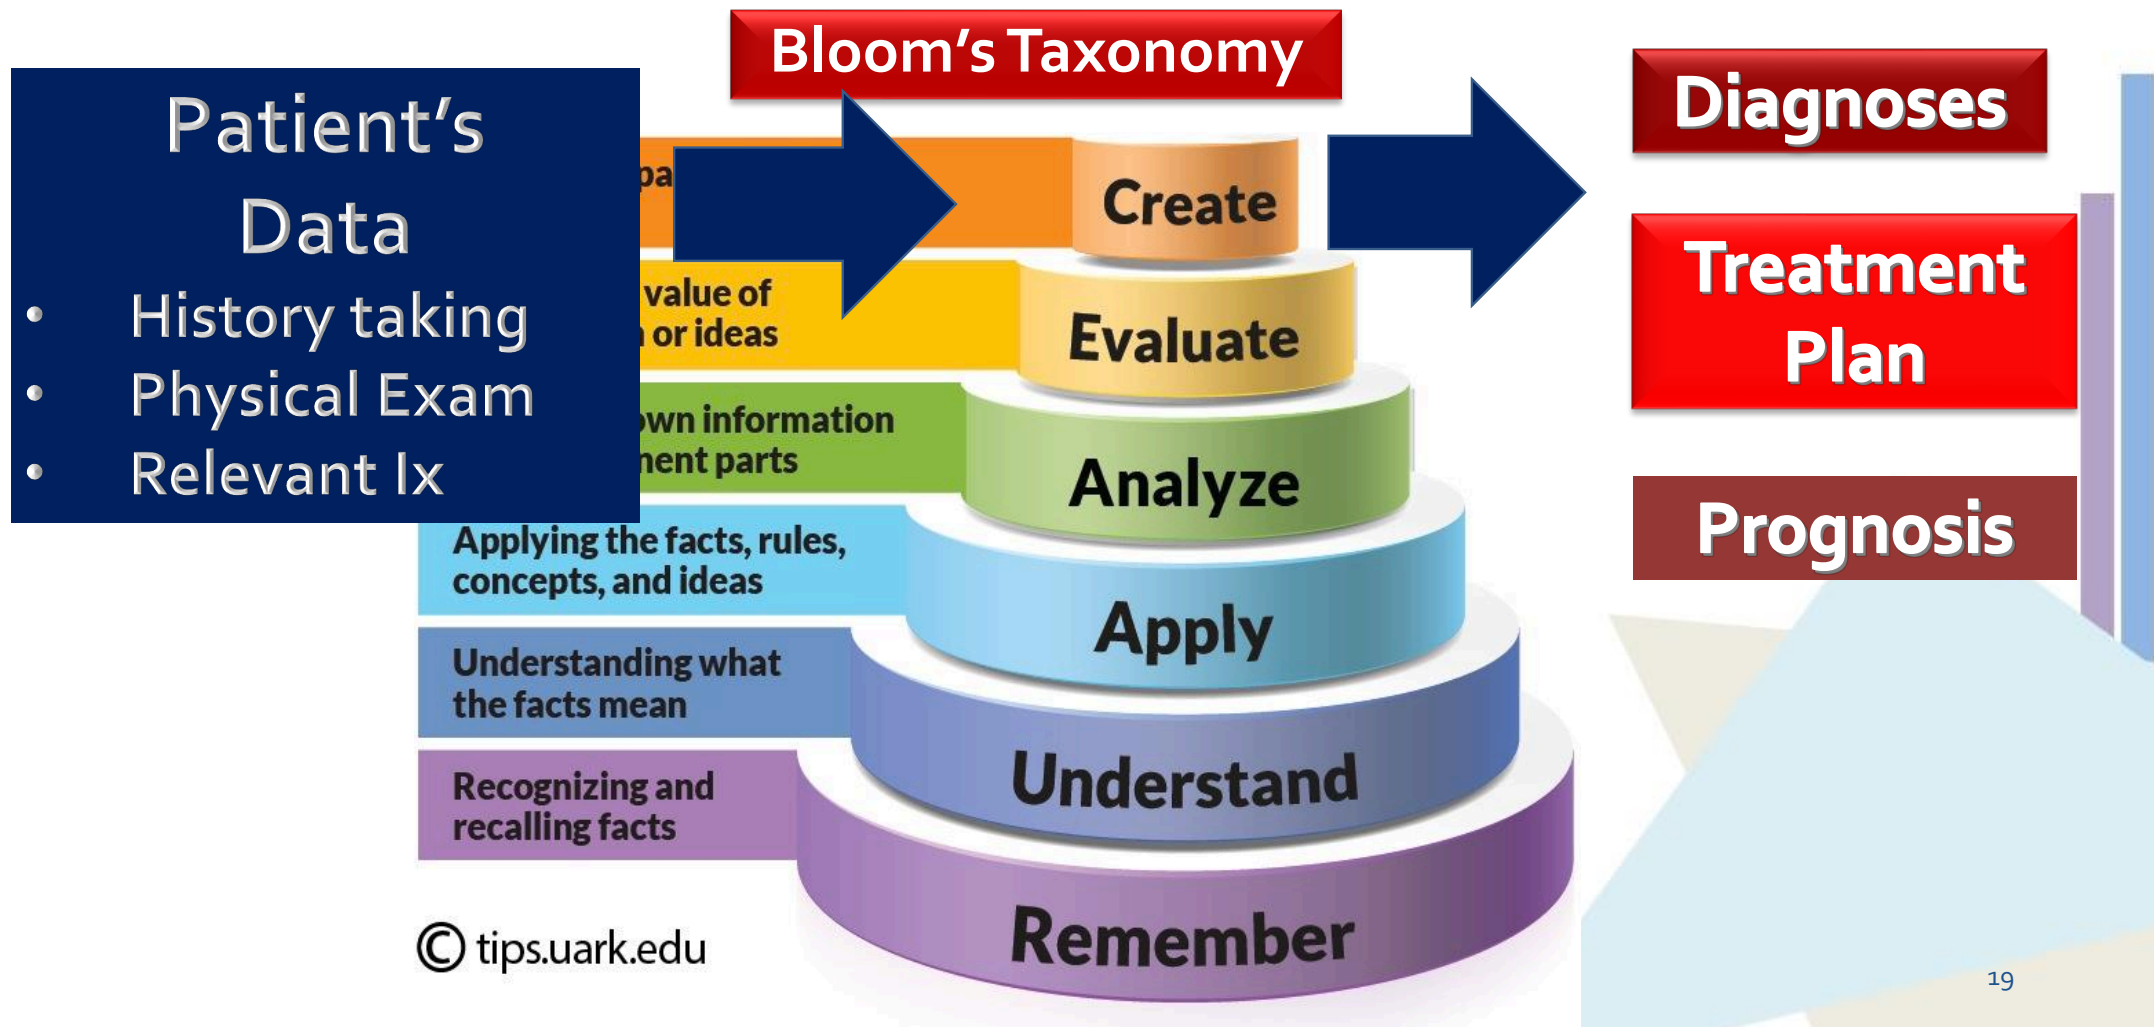 Bloom's Taxonomy
Patient's
Data
• History taking
• Physical Exam
• Relevant Ix
Create
value of
or ideas
Evaluate
information
parts
Analyze
Applying the facts, rules,
concepts, and ideas
Apply
Understanding what
the facts mean
Understand
Recognizing and
recalling facts
Remember
© tips.uark.edu
Diagnoses
Treatment
Plan
Prognosis
19